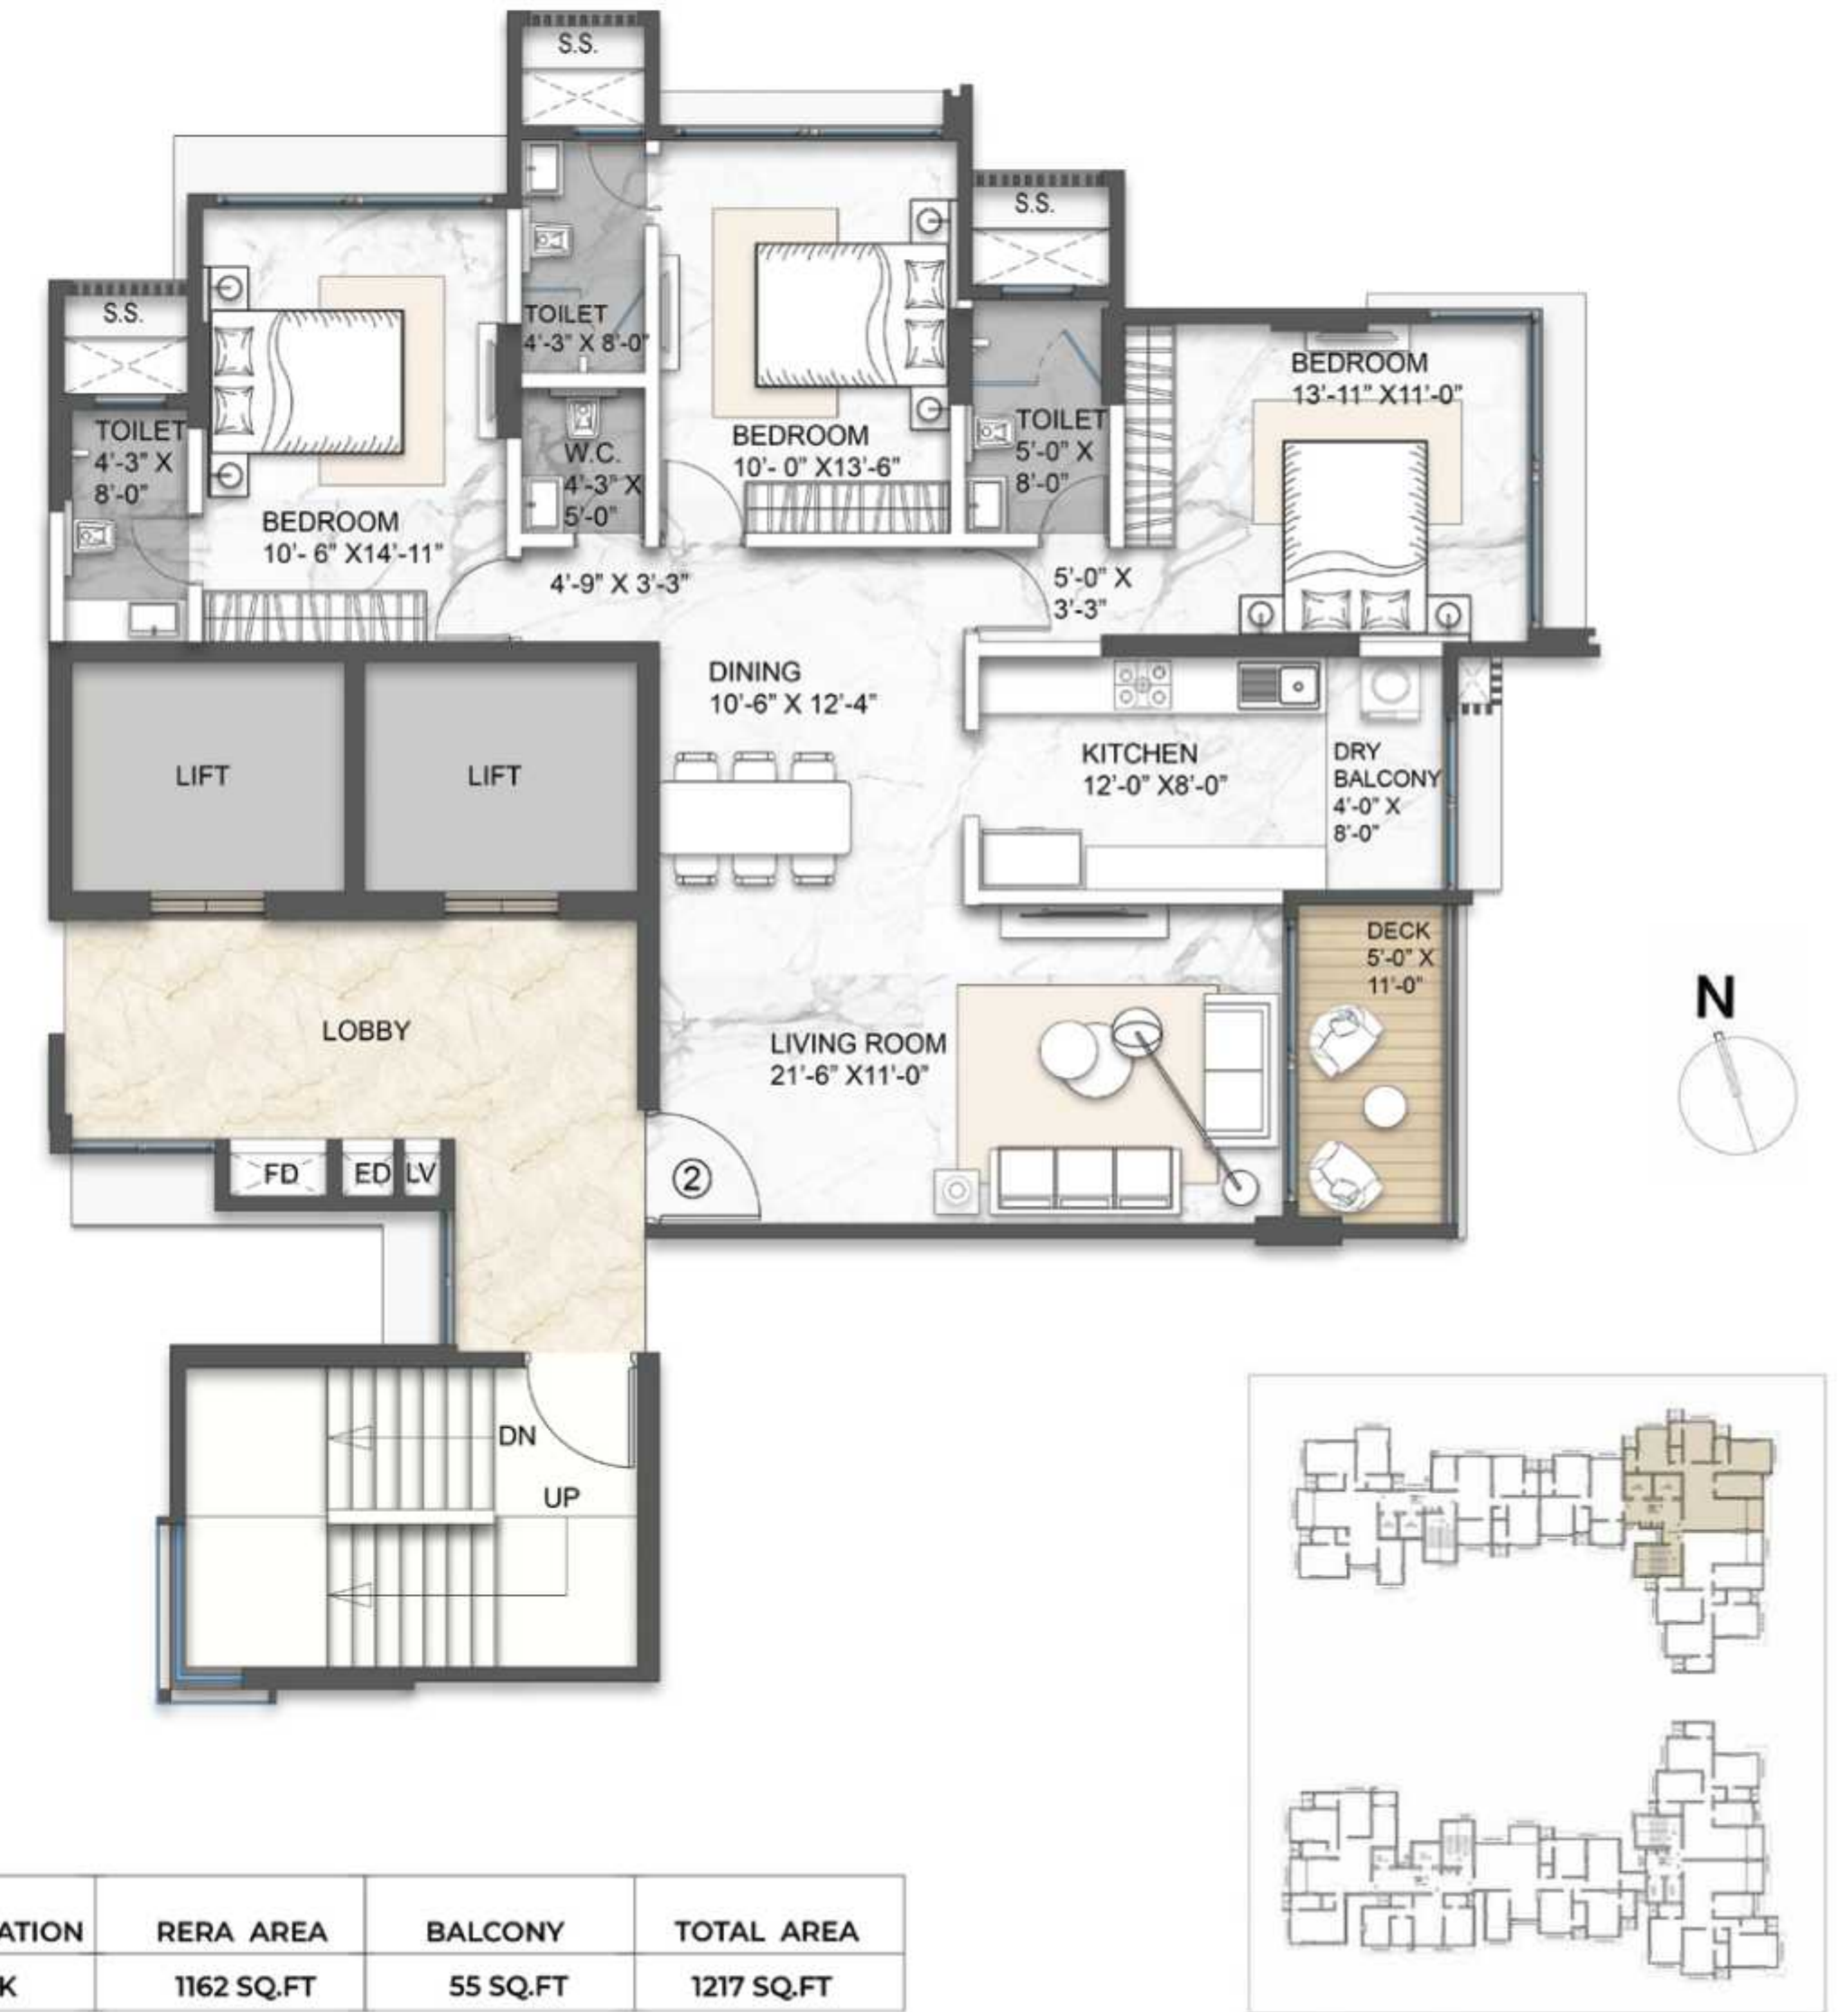 S.S.
S.S.
S.S.
TOILET
4'-3" X 8'-0"
BEDROOM
13'-11" X11'-0"
TOILET
4'-3" X
8'-0"
W.C.
4'-3" X
5'-0"
BEDROOM
10'- 0" X13'-6"
TOILET
5'-0" X
8'-0"
BEDROOM
10'- 6" X14'-11"
4'-9" X 3'-3"
5'-0" X
3'-3"
DINING
10'-6" X 12'-4"
LIFT
LIFT
KITCHEN
12'-0" X8'-0"
DRY
BALCONY
4'-0" X
8'-0"
DECK
5'-0" X
11'-0"
LOBBY
LIVING ROOM
21'-6" X11'-0"
N
FD
ED
LV
2
DN
UP
ATION RERA AREA BALCONY TOTAL AREA
K 1162 SQ.FT 55 SQ.FT 1217 SQ.FT